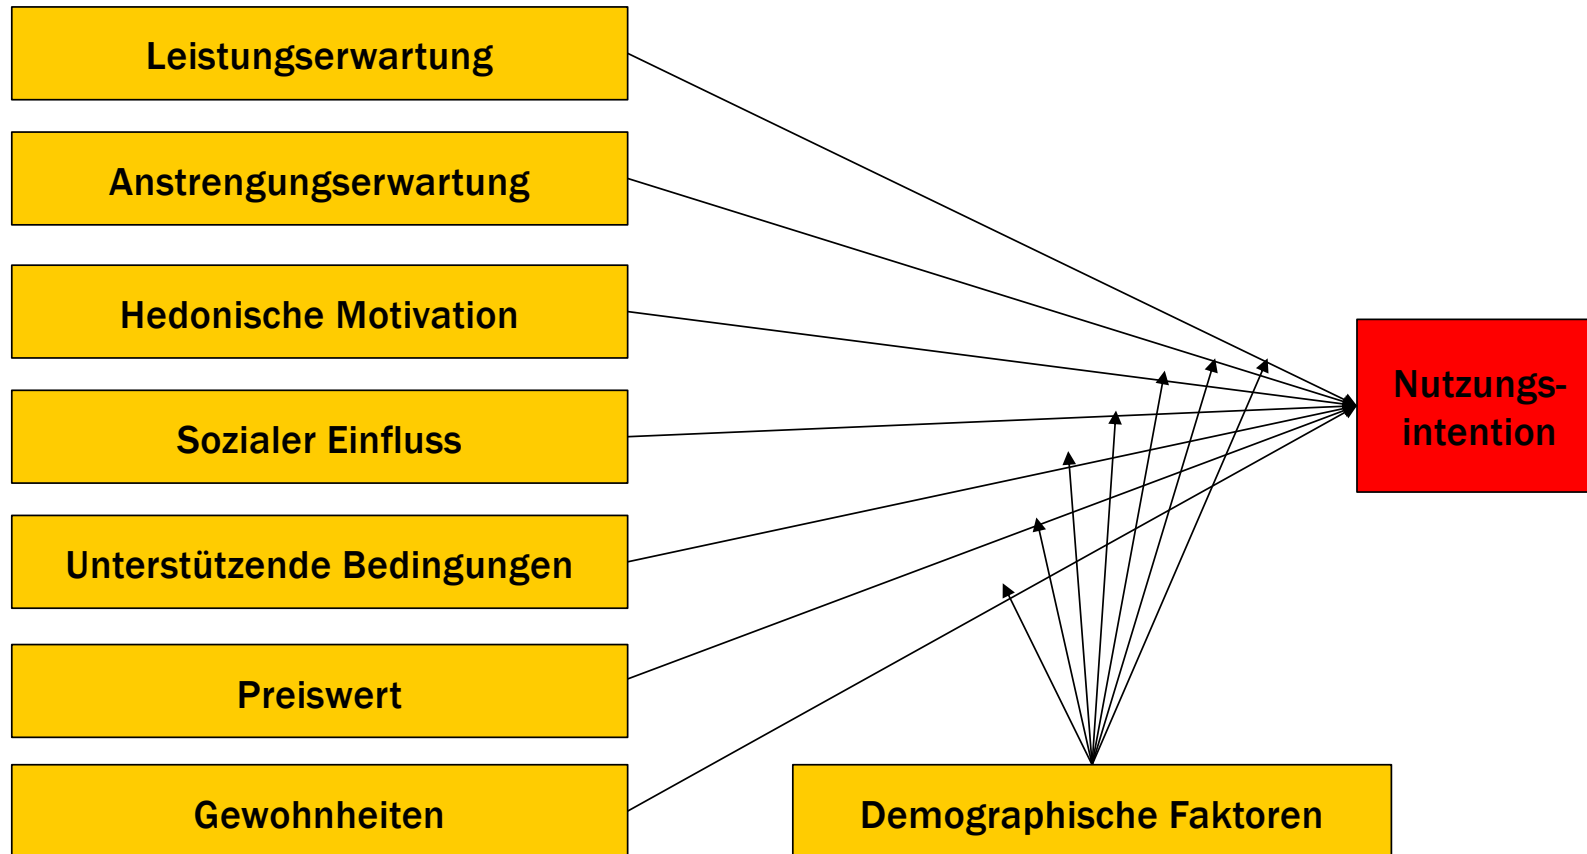 Leistungserwartung
Anstrengungserwartung
Hedonische Motivation
Sozialer Einfluss
Unterstützende Bedingungen
Preiswert
Gewohnheiten
Nutzungs-
intention
Demographische Faktoren